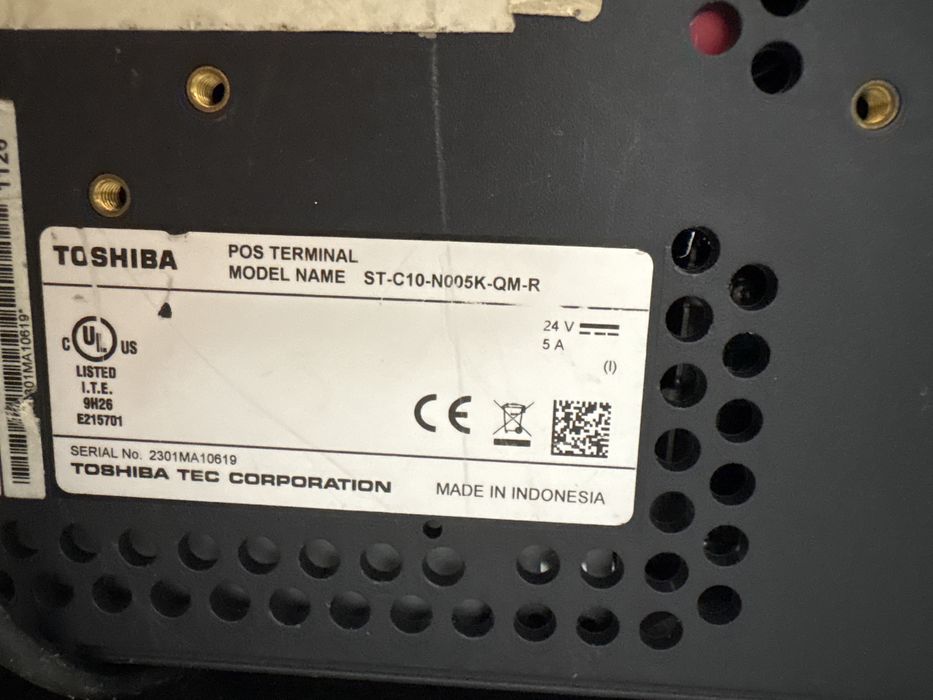 TOSHIBA
POS TERMINAL
MODEL NAME ST-C10-N005K-QM-R
24 V
5 A
(I)
C UL US
LISTED
I.T.E.
9H26
E215701
CE
SERIAL No. 2301MA10619
TOSHIBA TEC CORPORATION
MADE IN INDONESIA
2301MA10619*